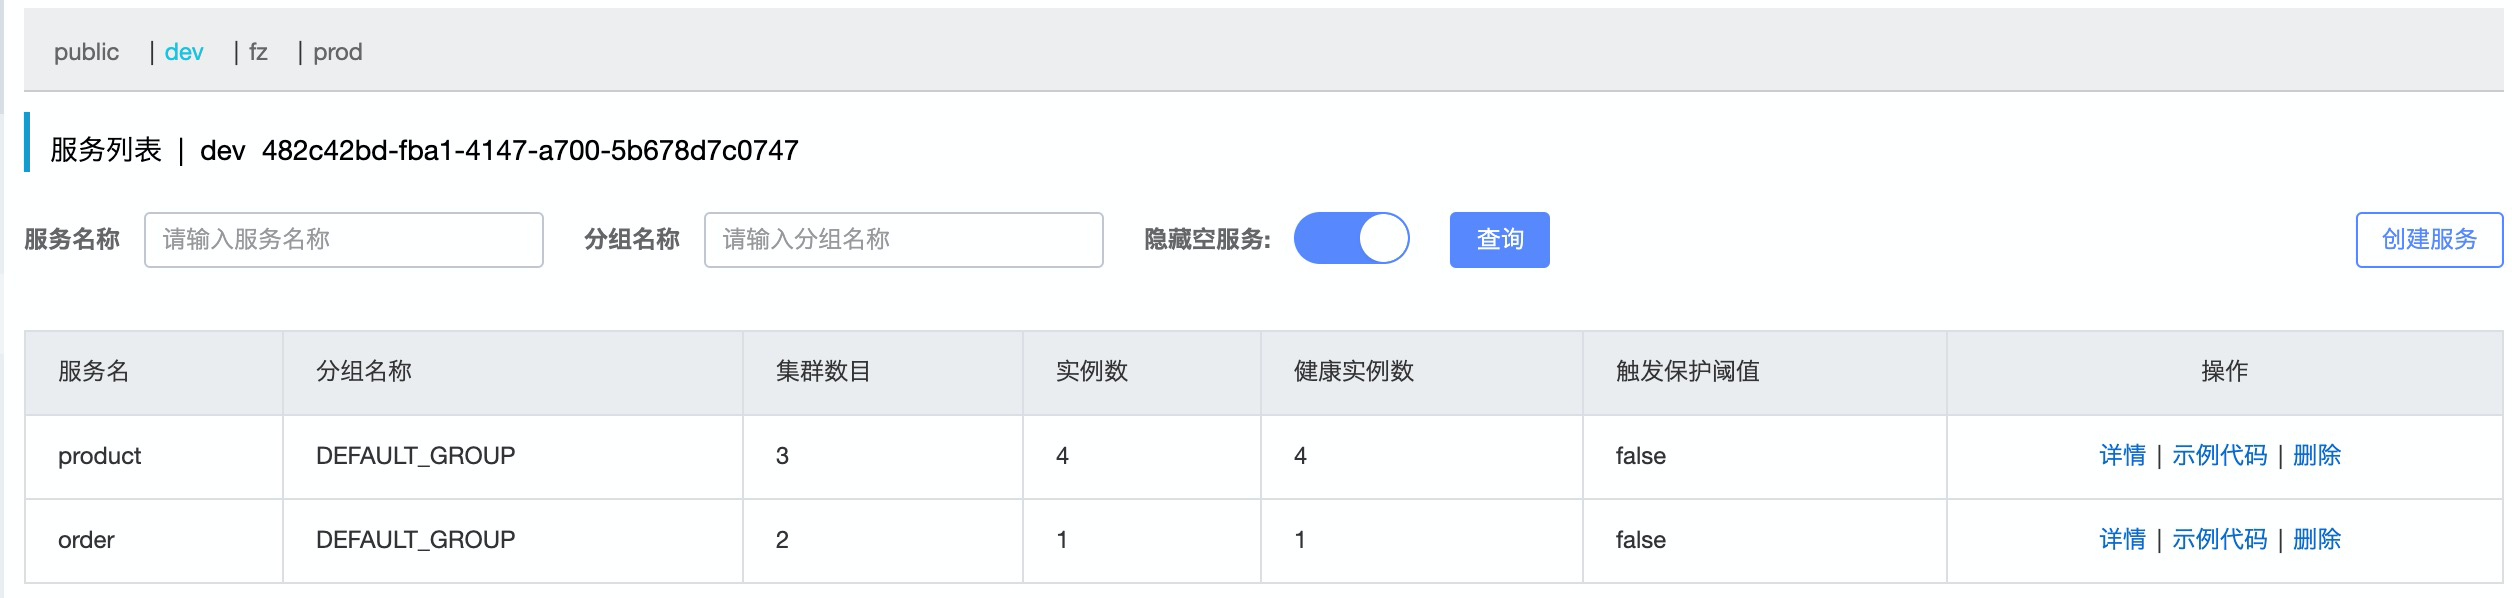 public | dev | fz | prod
服务列表 | dev 482c42bd-fba1-4147-a700-5b678d7c0747
服务名称 请输入服务名称 分组名称 请输入分组名称 隐藏空服务: 查询 创建服务
服务名 分组名称 集群数目 实例数 健康实例数 触发保护阈值 操作
product DEFAULT_GROUP 3 4 4 false 详情 | 示例代码 | 删除
order DEFAULT_GROUP 2 1 1 false 详情 | 示例代码 | 删除